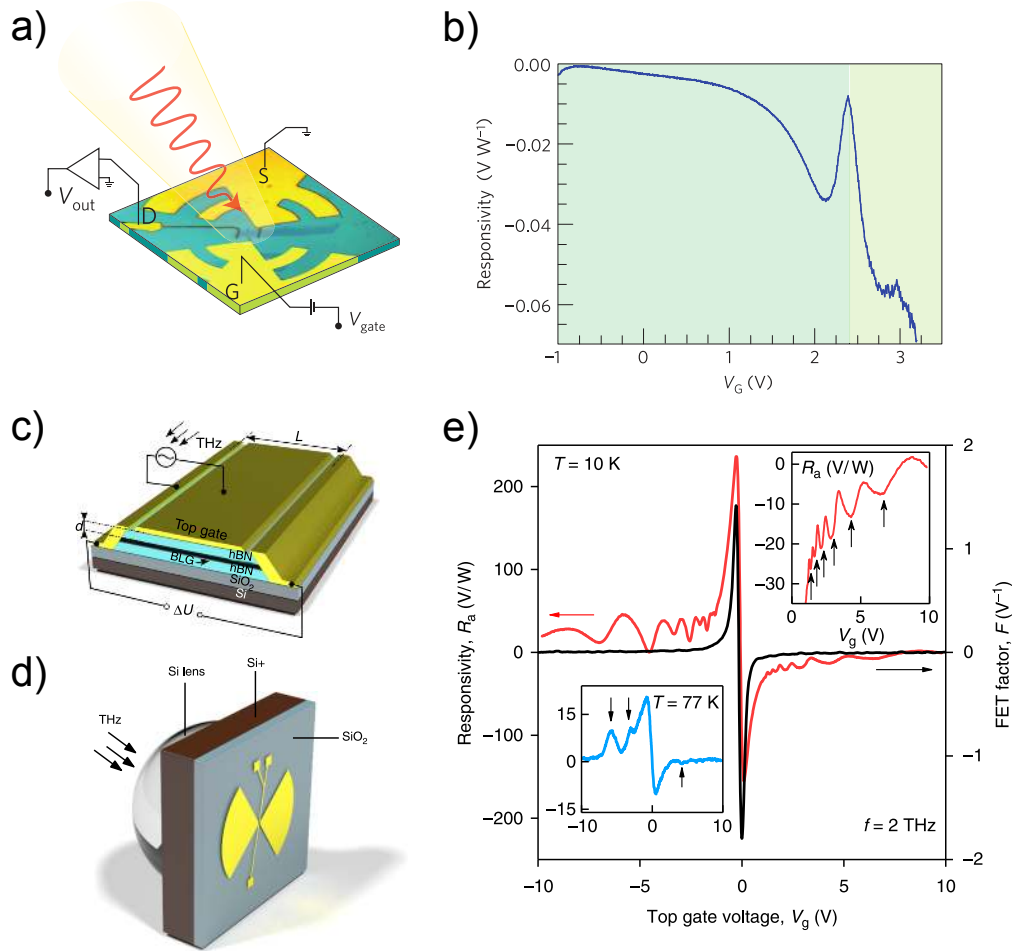 a)
S
D
V_out
G
V_gate
b)
Responsivity (V W⁻¹)
0.00
−0.02
−0.04
−0.06
−1
0
1
2
3
V_G (V)
c)
THz
L
d
Top gate
hBN
BLG
hBN
SiO₂
Si
ΔU
d)
Si lens
Si+
THz
SiO₂
e)
T = 10 K
Responsivity, R_a (V/W)
200
100
0
−100
−200
−10
−5
0
5
10
Top gate voltage, V_g (V)
2
1
0
−1
−2
FET factor, F (V⁻¹)
R_a (V/W)
0
−10
−20
−30
0
5
10
V_g (V)
T = 77 K
15
0
−15
−10
0
10
f = 2 THz